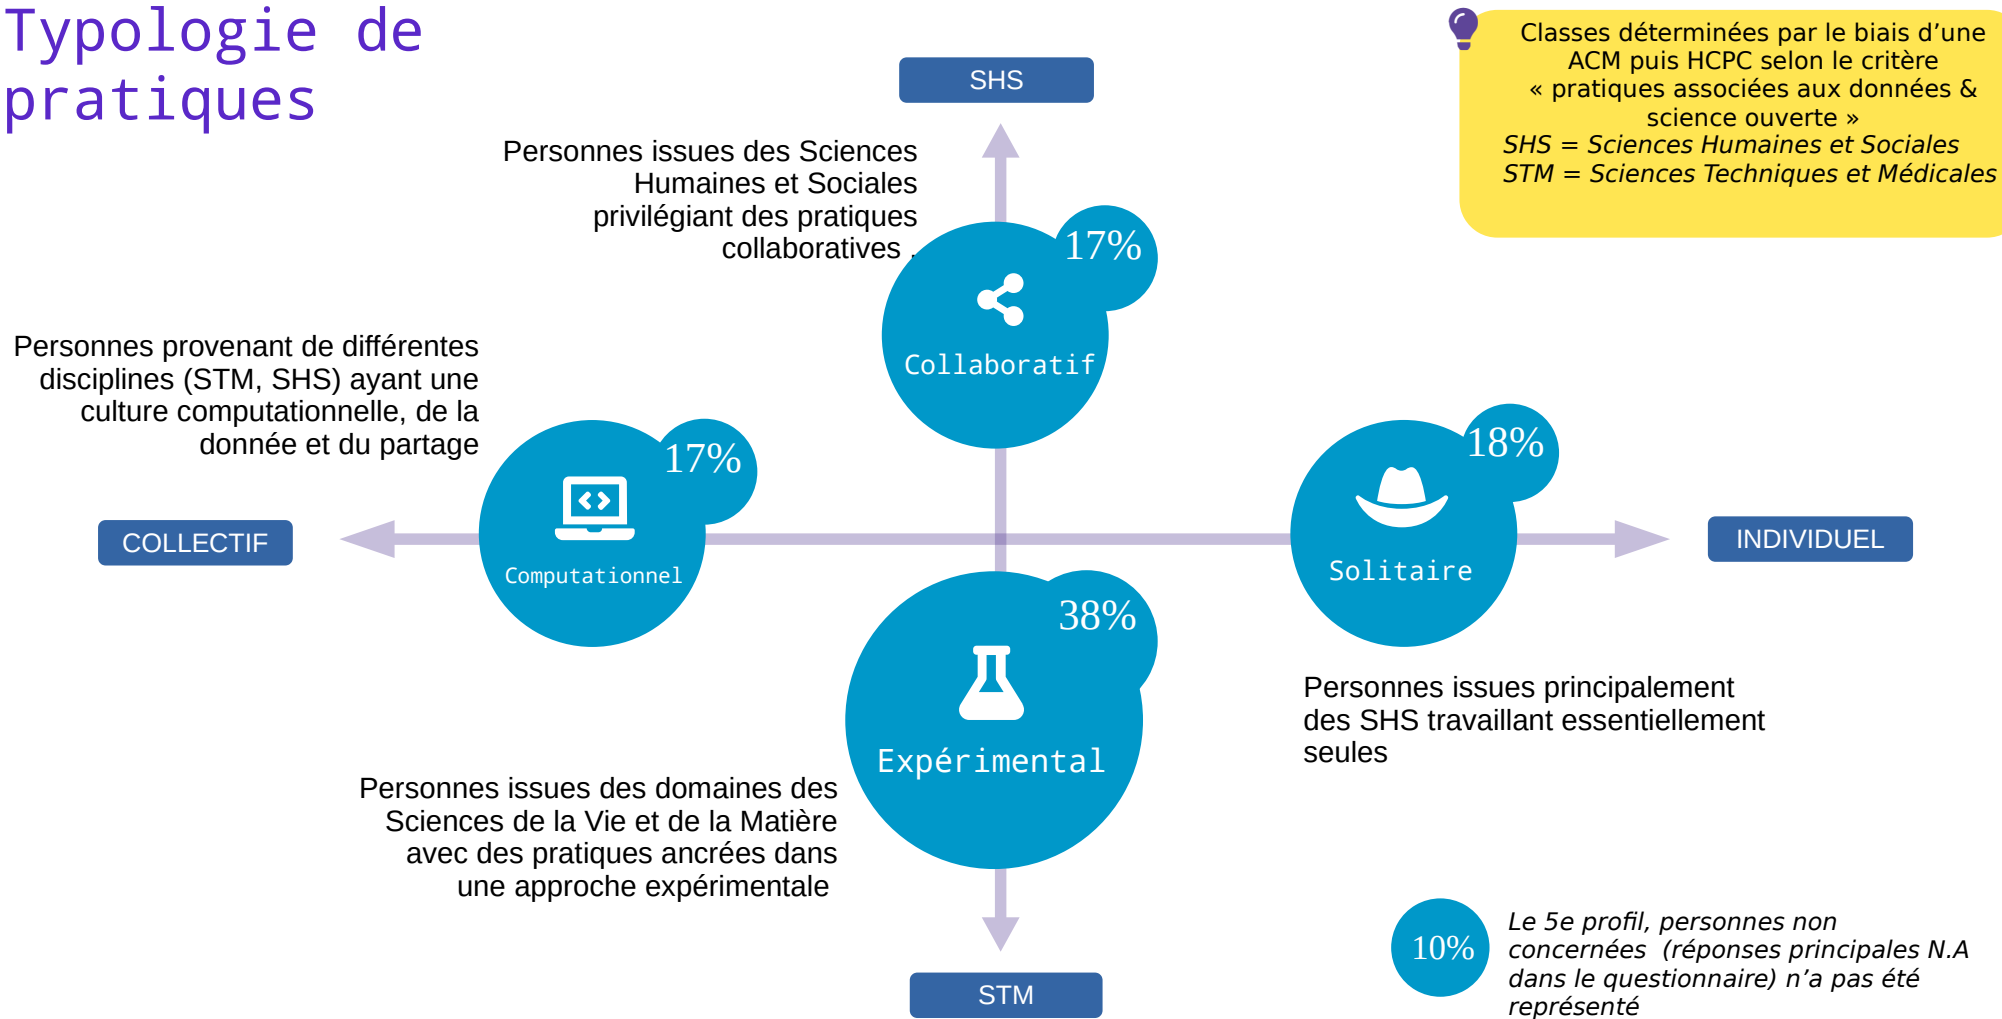 Typologie de
pratiques
Classes déterminées par le biais d’une
ACM puis HCPC selon le critère
« pratiques associées aux données &
science ouverte »
SHS = Sciences Humaines et Sociales
STM = Sciences Techniques et Médicales
SHS
Personnes issues des Sciences
Humaines et Sociales
privilégiant des pratiques
collaboratives .
17%
Collaboratif
Personnes provenant de différentes
disciplines (STM, SHS) ayant une
culture computationnelle, de la
donnée et du partage
17%
Computationnel
18%
Solitaire
COLLECTIF
INDIVIDUEL
38%
Expérimental
Personnes issues principalement
des SHS travaillant essentiellement
seules
Personnes issues des domaines des
Sciences de la Vie et de la Matière
avec des pratiques ancrées dans
une approche expérimentale
STM
10%
Le 5e profil, personnes non
concernées (réponses principales N.A
dans le questionnaire) n’a pas été
représenté